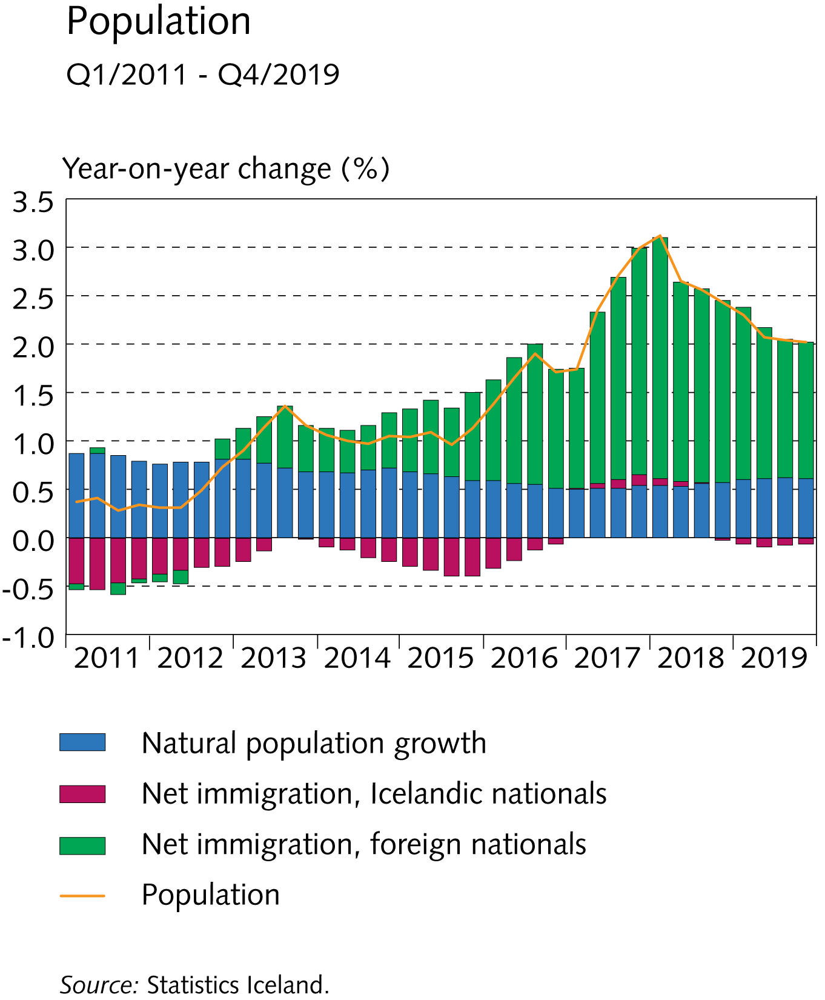 Population
Q1/2011 - Q4/2019
Year-on-year change (%)
3.5
3.0
2.5
2.0
1.5
1.0
0.5
0.0
-0.5
-1.0
2011 2012 2013 2014 2015 2016 2017 2018 2019
Natural population growth
Net immigration, Icelandic nationals
Net immigration, foreign nationals
Population
Source: Statistics Iceland.